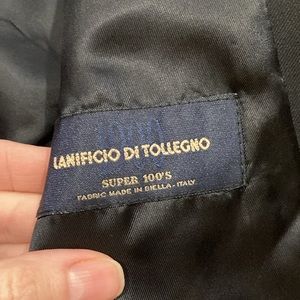 LANIFICIO DI TOLLEGNO
SUPER 100'S
FABRIC MADE IN BIELLA - ITALY